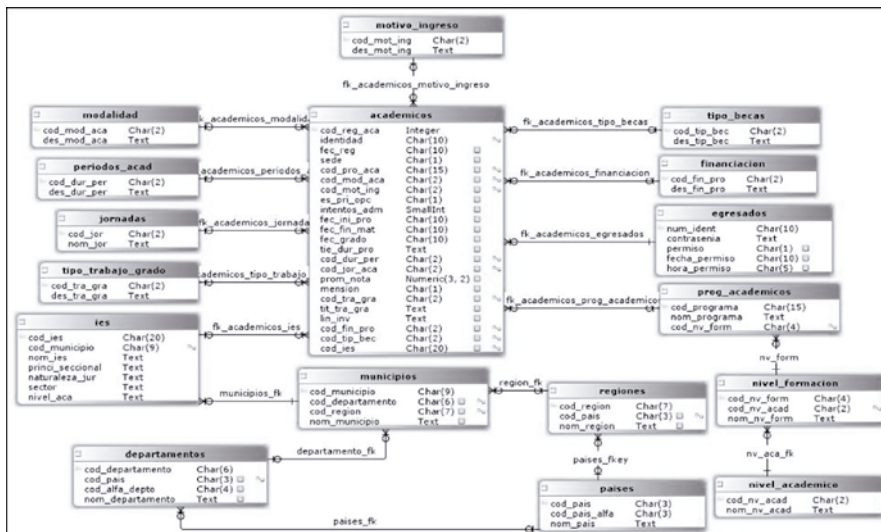 motivo_ingreso
cod_mot_ing Char(2)
des_mot_ing Text
fk_academicos_motivo_ingreso
modalidad
cod_mod_aca Char(2)
des_mod_aca Text
fk_academicos_modalid
periodos_acad
cod_dur_per Char(2)
des_dur_per Text
academicos_periodos_
jornadas
cod_jor Char(2)
nom_jor Text
fk_academicos_jornada
tipo_trabajo_grado
cod_tra_gra Char(2)
des_tra_gra Text
academicos_tipo_trabajo
ies
cod_ies Char(20)
cod_municipio Char(9)
nom_ies Text
princi_seccional Text
naturaleza_jur Text
sector Text
nivel_aca Text
fk_academicos_ies
municipios_fk
academicos
cod_reg_aca Integer
identidad Char(10)
fec_reg Char(10)
sede Char(1)
cod_pro_aca Char(15)
cod_mod_aca Char(2)
cod_mot_ing Char(2)
es_pri_opc Char(1)
intentos_adm SmallInt
fec_ini_pro Char(10)
fec_fin_mat Char(10)
fec_grado Char(10)
tie_dur_pro Text
cod_dur_per Char(2)
cod_jor_aca Char(2)
prom_nota Numeric(3, 2)
mension Char(1)
cod_tra_gra Char(2)
tit_tra_gra Text
lin_inv Text
cod_fin_pro Char(2)
cod_tip_bec Char(2)
cod_ies Char(20)
fk_academicos_tipo_becas
tipo_becas
cod_tip_bec Char(2)
des_tip_bec Text
fk_academicos_financiacion
financiacion
cod_fin_pro Char(2)
des_fin_pro Text
fk_academicos_egresados
egresados
num_ident Char(10)
contrasenia Text
permiso Char(1)
fecha_permiso Char(10)
hora_permiso Char(5)
fk_academicos_prog_academicos
prog_academicos
cod_programa Char(15)
nom_programa Text
cod_nv_form Char(4)
nv_form
nivel_formacion
cod_nv_form Char(4)
cod_nv_acad Char(2)
nom_nv_form Text
nv_aca_fk
nivel_academico
cod_nv_acad Char(2)
nom_nv_acad Text
municipios
cod_municipio Char(9)
cod_departamento Char(6)
cod_region Char(7)
nom_municipio Text
region_fk
regiones
cod_region Char(7)
cod_pais Char(3)
nom_region Text
departamento_fk
paises_fkey
departamentos
cod_departamento Char(6)
cod_pais Char(3)
cod_alfa_depto Char(4)
nom_departamento Text
paises_fk
paises
cod_pais Char(3)
cod_pais_alfa Char(3)
nom_pais Text